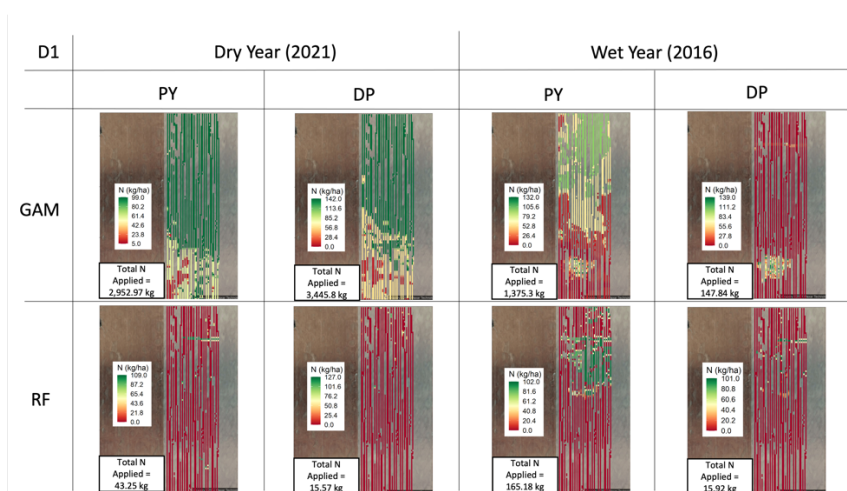 D1
Dry Year (2021)
Wet Year (2016)
PY
DP
PY
DP
GAM
N (kg/ha)
99.0
80.2
61.4
42.6
23.8
5.0
Total N
Applied =
2,952.97 kg
N (kg/ha)
142.0
113.6
85.2
56.8
28.4
0.0
Total N
Applied =
3,445.8 kg
N (kg/ha)
132.0
105.6
79.2
52.8
26.4
0.0
Total N
Applied =
1,375.3 kg
N (kg/ha)
139.0
111.2
83.4
55.6
27.8
0.0
Total N
Applied =
147.84 kg
RF
N (kg/ha)
109.0
87.2
65.4
43.6
21.8
0.0
Total N
Applied =
43.25 kg
N (kg/ha)
127.0
101.6
76.2
50.8
25.4
0.0
Total N
Applied =
15.57 kg
N (kg/ha)
102.0
81.6
61.2
40.8
20.4
0.0
Total N
Applied =
165.18 kg
N (kg/ha)
101.0
80.8
60.6
40.4
20.2
0.0
Total N
Applied =
15.92 kg